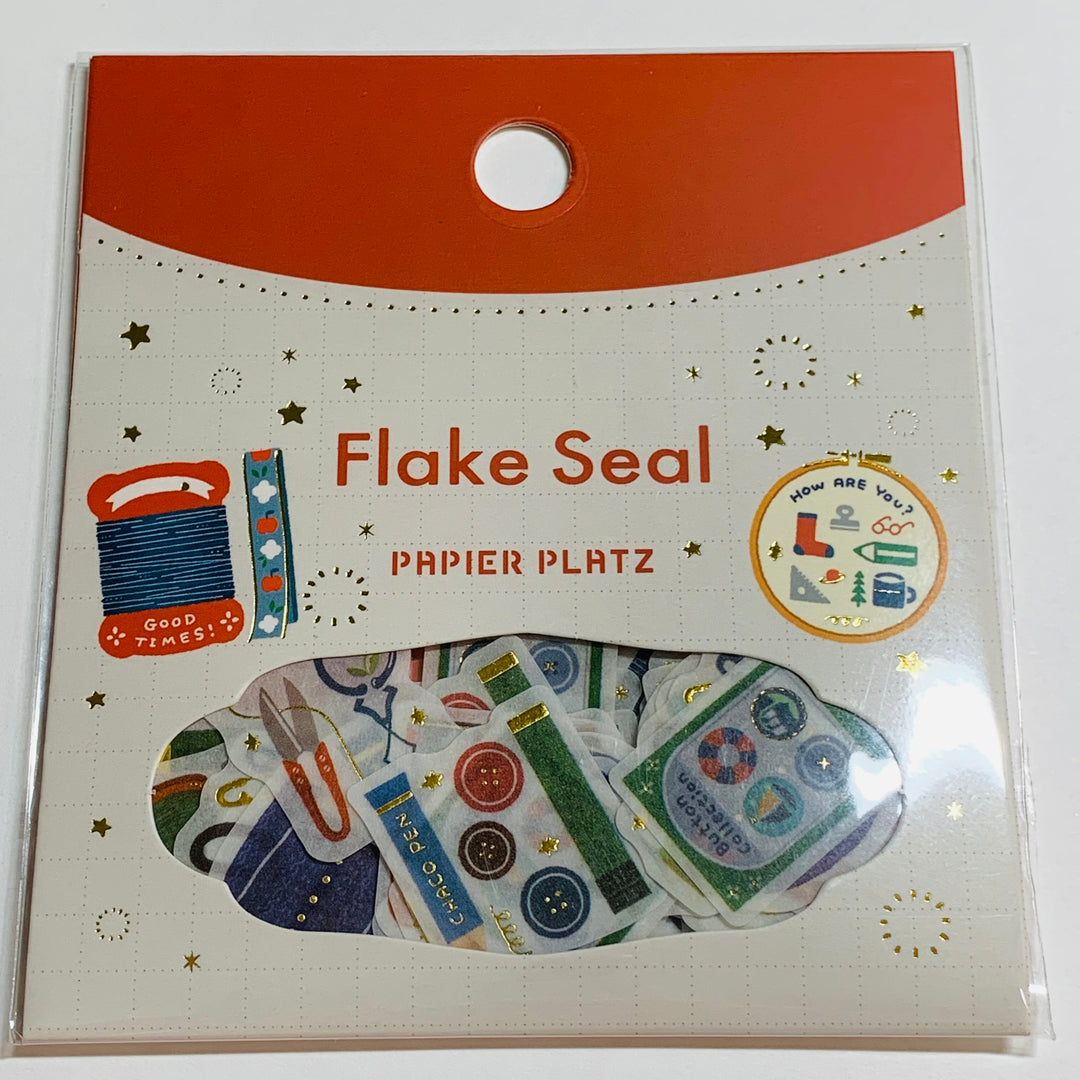 Flake Seal
PAPIER PLATZ
HOW ARE YOU?
GOOD
TIMES!
CHACO PEN
Button
Collection